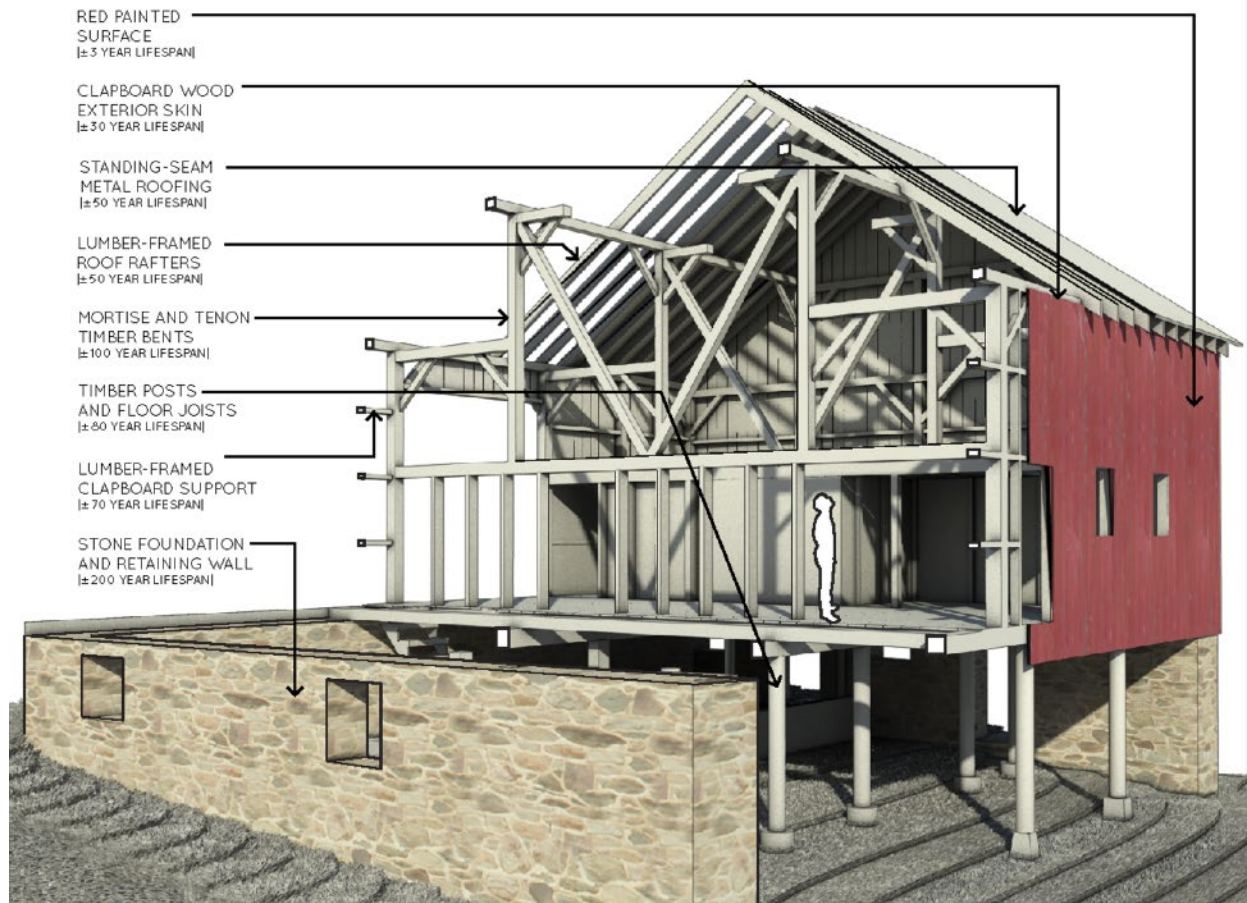 RED PAINTED
SURFACE
|±3 YEAR LIFESPAN|
CLAPBOARD WOOD
EXTERIOR SKIN
|±30 YEAR LIFESPAN|
STANDING-SEAM
METAL ROOFING
|±50 YEAR LIFESPAN|
LUMBER-FRAMED
ROOF RAFTERS
|±50 YEAR LIFESPAN|
MORTISE AND TENON
TIMBER BENTS
|±100 YEAR LIFESPAN|
TIMBER POSTS
AND FLOOR JOISTS
|±80 YEAR LIFESPAN|
LUMBER-FRAMED
CLAPBOARD SUPPORT
|±70 YEAR LIFESPAN|
STONE FOUNDATION
AND RETAINING WALL
|±200 YEAR LIFESPAN|